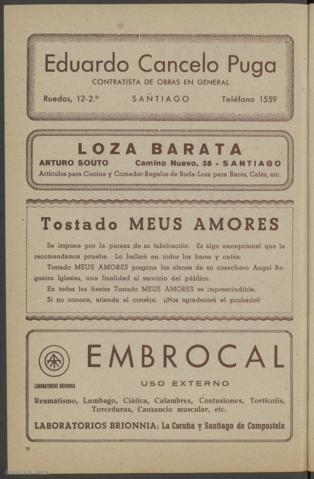 Eduardo Cancelo Puga
CONTRATISTA DE OBRAS EN GENERAL
Ruedas, 12-2.º SANTIAGO Teléfono 1559
LOZA BARATA
ARTURO SOUTO Camino Nuevo, 38 - SANTIAGO
Artículos para Cocina y Comedor-Regalos de Boda-Loza para Bares, Cafés, etc.
Tostado MEUS AMORES
Se impone por la pureza de su fabricación. Es algo excepcional que le
recomendamos pruebe. Lo hallará en todos los bares y cafés.
Tostado MEUS AMORES pregona los afanes de su cosechero Angel Re-
gueiro Iglesias, una finalidad al servicio del público.
En todas las fiestas Tostado MEUS AMORES es imprescindible.
Si no conoce, atienda el consejo. ¡¡Nos agradecerá el probarlo!!
EMBROCAL
LABORATORIOS BRIONNIA
USO EXTERNO
Reumatismo, Lumbago, Ciática, Calambres, Contusiones, Tortícolis,
Torceduras, Cansancio muscular, etc.
LABORATORIOS BRIONNIA: La Coruña y Santiago de Compostela